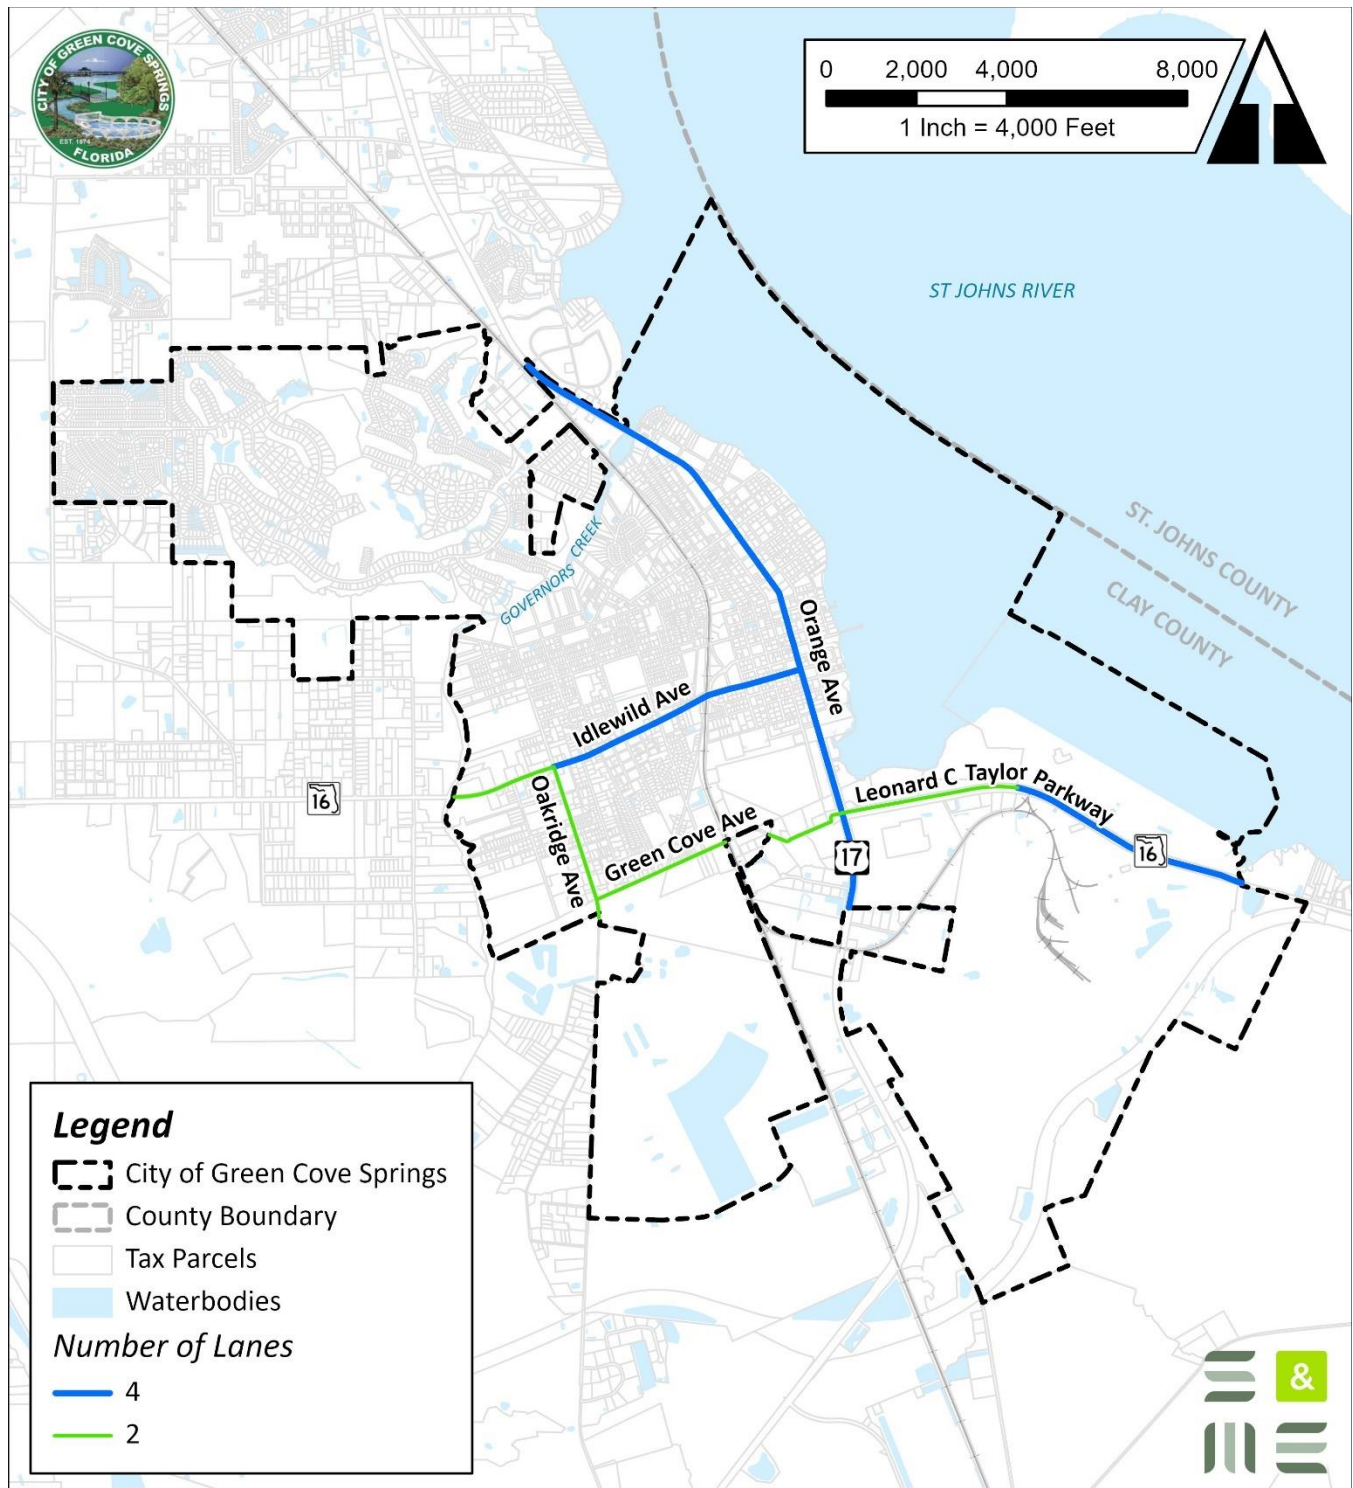 CITY OF GREEN COVE SPRINGS
EST. 1874
FLORIDA
0 2,000 4,000 8,000
1 Inch = 4,000 Feet
ST JOHNS RIVER
ST. JOHNS COUNTY
CLAY COUNTY
GOVERNORS CREEK
Orange Ave
Idlewild Ave
Leonard C Taylor Parkway
16
Oakridge Ave
Green Cove Ave
17
16
Legend
City of Green Cove Springs
County Boundary
Tax Parcels
Waterbodies
Number of Lanes
4
2
S&
ME